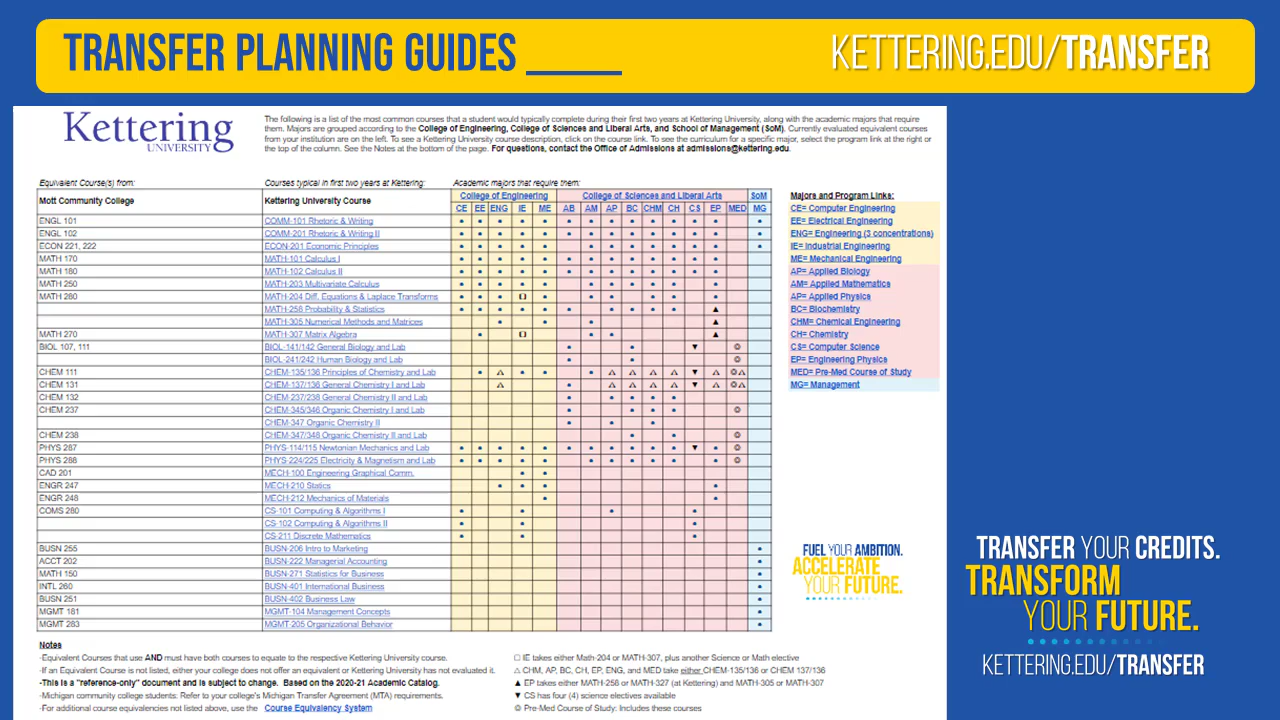 TRANSFER PLANNING GUIDES _____
KETTERING.EDU/TRANSFER
Kettering
UNIVERSITY
The following is a list of the most common courses that a student would typically complete during their first two years at Kettering University, along with the academic majors that require
them. Majors are grouped according to the College of Engineering, College of Sciences and Liberal Arts, and School of Management (SoM). Currently evaluated equivalent courses
from your institution are on the left. To see a Kettering University course description, click on the course link. To see the curriculum for a specific major, select the program link at the right or
the top of the column. See the Notes at the bottom of the page. For questions, contact the Office of Admissions at admissions@kettering.edu.
Equivalent Course(s) from: Courses typical in first two years at Kettering: Academic majors that require them:
College of Engineering College of Sciences and Liberal Arts SoM
Mott Community College Kettering University Course CE EE ENG IE ME AB AM AP BC CHM CH CS EP MED MG
ENGL 101 COMM-101 Rhetoric & Writing
ENGL 102 COMM-201 Rhetoric & Writing II
ECON 221, 222 ECON-201 Economic Principles
MATH 170 MATH-101 Calculus I
MATH 180 MATH-102 Calculus II
MATH 250 MATH-203 Multivariate Calculus
MATH 280 MATH-204 Diff. Equations & Laplace Transforms
MATH-258 Probability & Statistics
MATH-305 Numerical Methods and Matrices
MATH 270 MATH-307 Matrix Algebra
BIOL 107, 111 BIOL-141/142 General Biology and Lab
BIOL-241/242 Human Biology and Lab
CHEM 111 CHEM-135/136 Principles of Chemistry and Lab
CHEM 131 CHEM-137/138 General Chemistry I and Lab
CHEM 132 CHEM-237/238 General Chemistry II and Lab
CHEM 237 CHEM-345/346 Organic Chemistry I and Lab
CHEM-347 Organic Chemistry II
CHEM 238 CHEM-347/348 Organic Chemistry II and Lab
PHYS 287 PHYS-114/115 Newtonian Mechanics and Lab
PHYS 288 PHYS-224/225 Electricity & Magnetism and Lab
CAD 201 MECH-100 Engineering Graphical Comm.
ENGR 247 MECH-210 Statics
ENGR 248 MECH-212 Mechanics of Materials
COMS 280 CS-101 Computing & Algorithms I
CS-102 Computing & Algorithms II
CS-211 Discrete Mathematics
BUSN 255 BUSN-206 Intro to Marketing
ACCT 202 BUSN-222 Managerial Accounting
MATH 150 BUSN-271 Statistics for Business
INTL 260 BUSN-401 International Business
BUSN 251 BUSN-402 Business Law
MGMT 181 MGMT-104 Management Concepts
MGMT 283 MGMT-205 Organizational Behavior
Majors and Program Links:
CE= Computer Engineering
EE= Electrical Engineering
ENG= Engineering (3 concentrations)
IE= Industrial Engineering
ME= Mechanical Engineering
AP= Applied Biology
AM= Applied Mathematics
AP= Applied Physics
BC= Biochemistry
CHM= Chemical Engineering
CH= Chemistry
CS= Computer Science
EP= Engineering Physics
MED= Pre-Med Course of Study
MG= Management
FUEL YOUR AMBITION.
ACCELERATE
YOUR FUTURE.
Notes
-Equivalent Courses that use AND must have both courses to equate to the respective Kettering University course.
-If an Equivalent Course is not listed, either your college does not offer an equivalent or Kettering University has not evaluated it.
-This is a "reference-only" document and is subject to change. Based on the 2020-21 Academic Catalog.
-Michigan community college students: Refer to your college's Michigan Transfer Agreement (MTA) requirements.
-For additional course equivalencies not listed above, use the Course Equivalency System
□ IE takes either Math-204 or MATH-307, plus another Science or Math elective
△ CHM, AP, BC, CH, EP, ENG, and MED take either CHEM-135/136 or CHEM 137/136
▲ EP takes either MATH-258 or MATH-327 (at Kettering) and MATH-305 or MATH-307
▼ CS has four (4) science electives available
◎ Pre-Med Course of Study: Includes these courses
TRANSFER YOUR CREDITS.
TRANSFORM
YOUR FUTURE.
KETTERING.EDU/TRANSFER